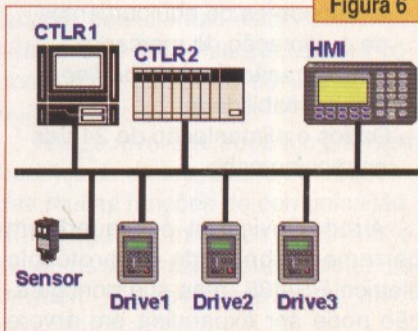 Figura 6
CTLR1
CTLR2
HMI
Sensor
Drive1
Drive2
Drive3